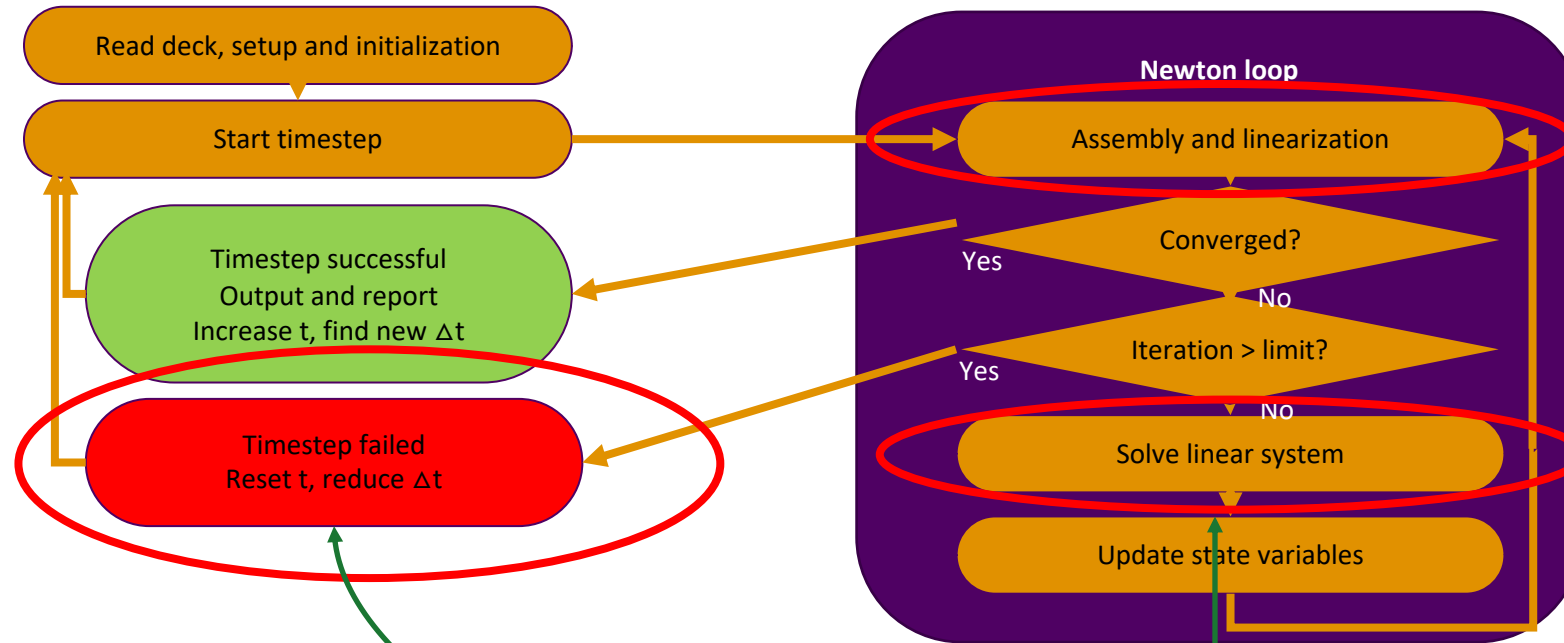 Read deck, setup and initialization
Start timestep
Timestep successful
Output and report
Increase t, find new △t
Timestep failed
Reset t, reduce △t
Newton loop
Assembly and linearization
Converged?
Yes
No
Iteration > limit?
Yes
No
Solve linear system
Update state variables